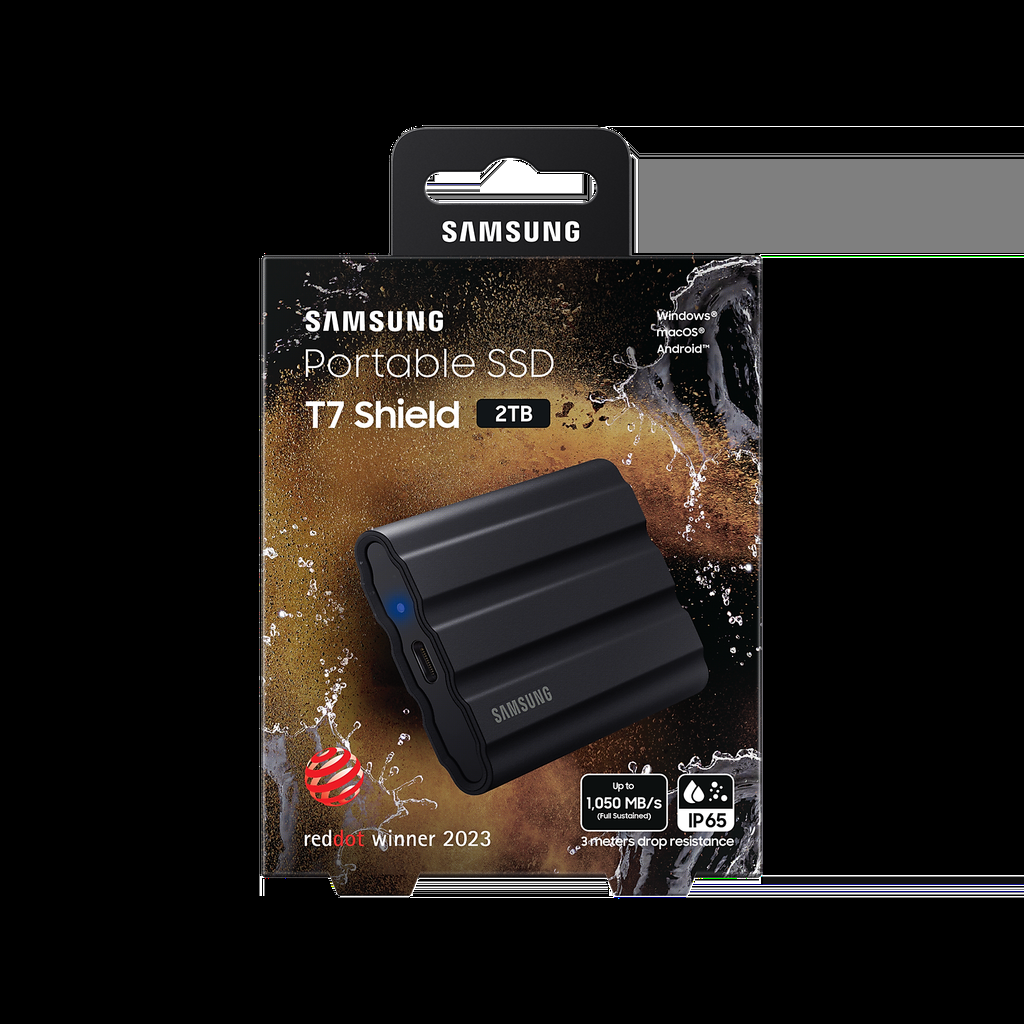 SAMSUNG
SAMSUNG
Portable SSD
T7 Shield 2TB
Windows®
macOS®
Android™
SAMSUNG
reddot winner 2023
Up to
1,050 MB/s
(Full Sustained)
IP65
3 meters drop resistance